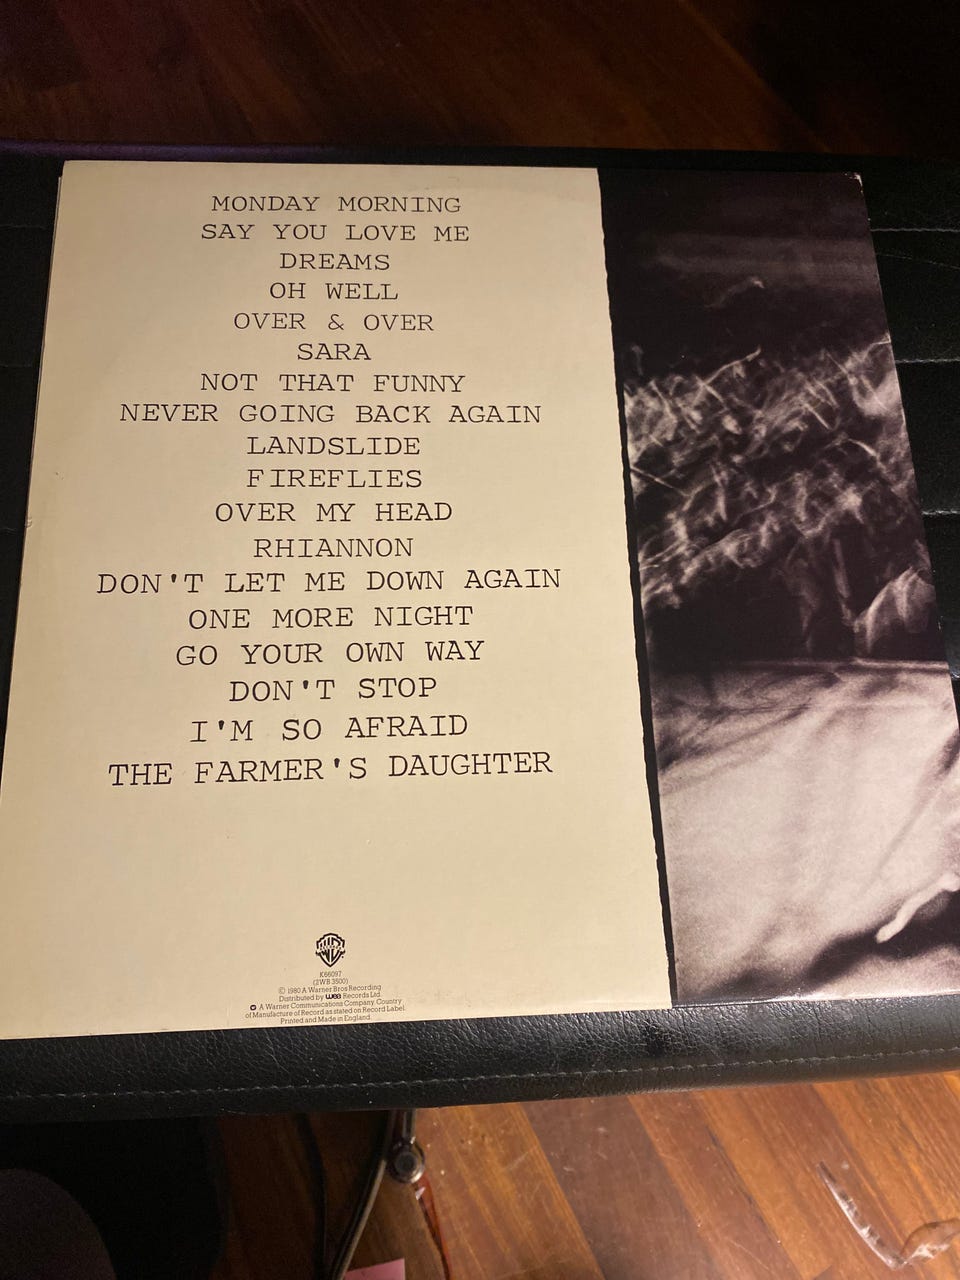 MONDAY MORNING
SAY YOU LOVE ME
DREAMS
OH WELL
OVER & OVER
SARA
NOT THAT FUNNY
NEVER GOING BACK AGAIN
LANDSLIDE
FIREFLIES
OVER MY HEAD
RHIANNON
DON'T LET ME DOWN AGAIN
ONE MORE NIGHT
GO YOUR OWN WAY
DON'T STOP
I'M SO AFRAID
THE FARMER'S DAUGHTER
K66097
(2WB 3500)
© 1980 A Warner Bros Recording
Distributed by wea Records Ltd.
A Warner Communications Company. Country
of Manufacture of Record as stated on Record Label.
Printed and Made in England.